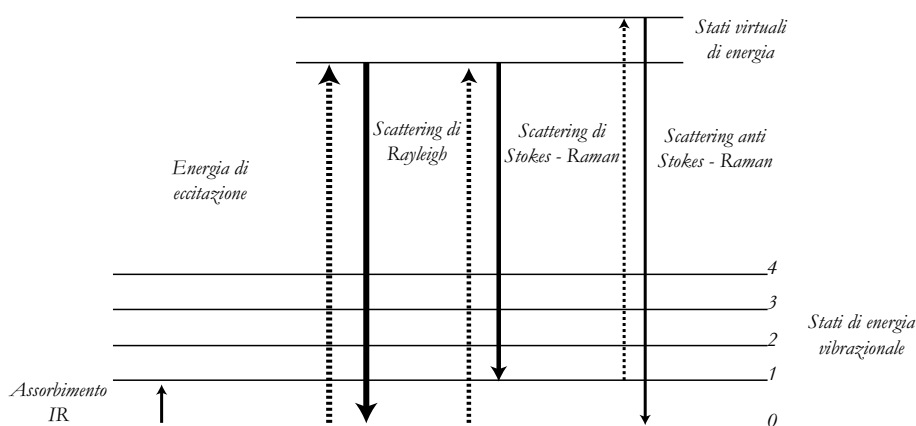 Stati virtuali
di energia
Scattering di
Rayleigh
Scattering di
Stokes - Raman
Scattering anti
Stokes - Raman
Energia di
eccitazione
4
3
2
1
0
Stati di energia
vibrazionale
Assorbimento
IR